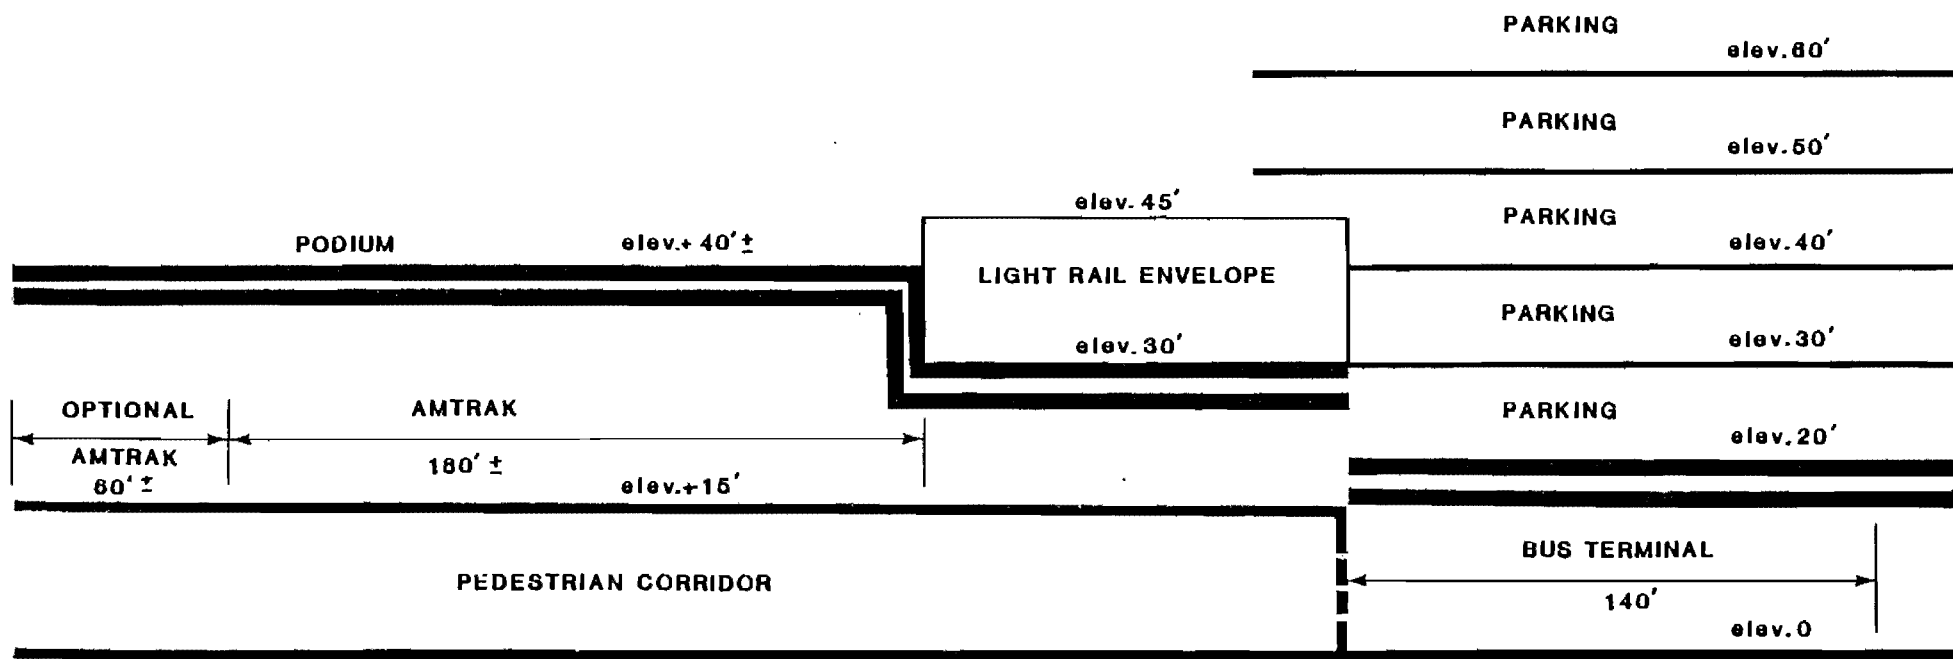 PARKING
elev.60'
PARKING
elev.50'
elev.45'
PARKING
elev.40'
PODIUM elev.+40'±
LIGHT RAIL ENVELOPE
PARKING
elev.30'
elev.30'
OPTIONAL
AMTRAK
60'±
AMTRAK
180'±
PARKING
elev.20'
elev.+15'
BUS TERMINAL
140'
PEDESTRIAN CORRIDOR
elev.0